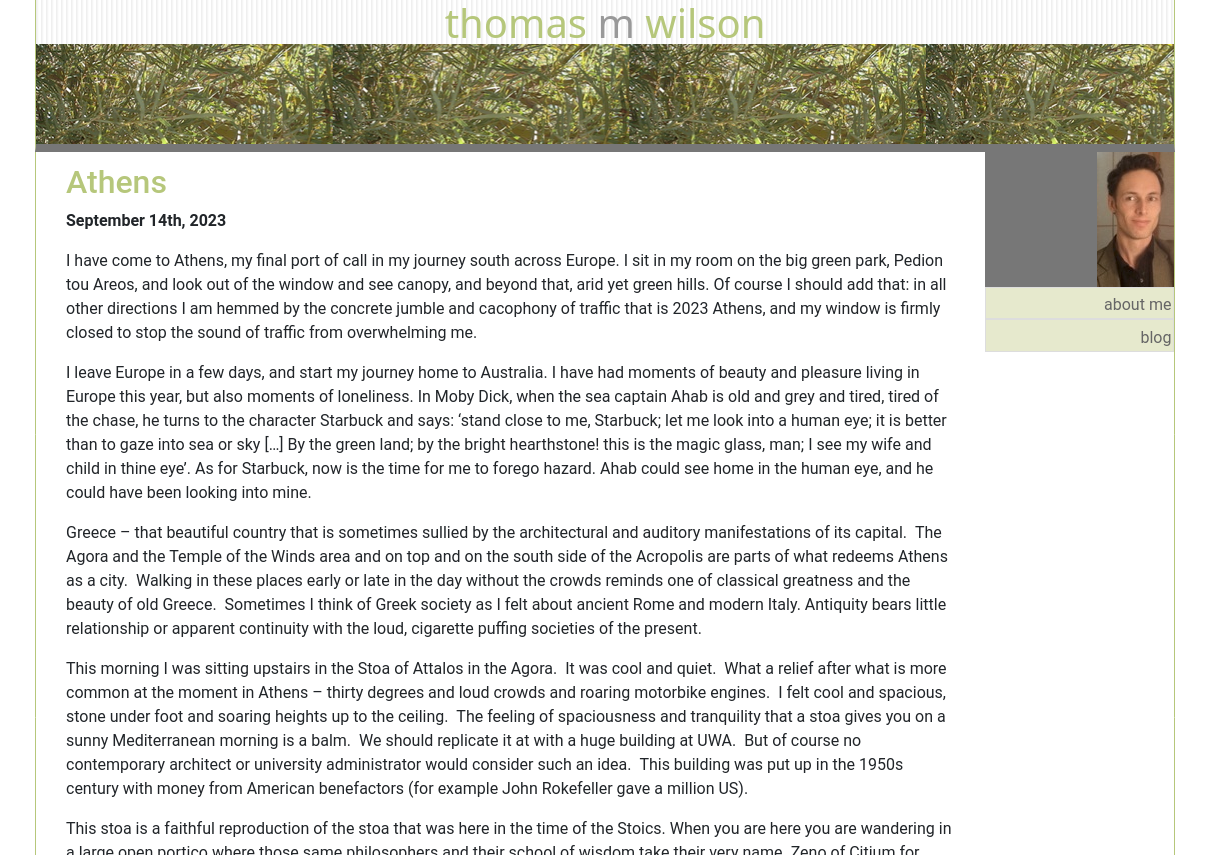 thomas m wilson
Athens
September 14th, 2023
I have come to Athens, my final port of call in my journey south across Europe. I sit in my room on the big green park, Pedion
tou Areos, and look out of the window and see canopy, and beyond that, arid yet green hills. Of course I should add that: in all
other directions I am hemmed by the concrete jumble and cacophony of traffic that is 2023 Athens, and my window is firmly
closed to stop the sound of traffic from overwhelming me.
I leave Europe in a few days, and start my journey home to Australia. I have had moments of beauty and pleasure living in
Europe this year, but also moments of loneliness. In Moby Dick, when the sea captain Ahab is old and grey and tired, tired of
the chase, he turns to the character Starbuck and says: ‘stand close to me, Starbuck; let me look into a human eye; it is better
than to gaze into sea or sky […] By the green land; by the bright hearthstone! this is the magic glass, man; I see my wife and
child in thine eye’. As for Starbuck, now is the time for me to forego hazard. Ahab could see home in the human eye, and he
could have been looking into mine.
Greece – that beautiful country that is sometimes sullied by the architectural and auditory manifestations of its capital.  The
Agora and the Temple of the Winds area and on top and on the south side of the Acropolis are parts of what redeems Athens
as a city.  Walking in these places early or late in the day without the crowds reminds one of classical greatness and the
beauty of old Greece.  Sometimes I think of Greek society as I felt about ancient Rome and modern Italy. Antiquity bears little
relationship or apparent continuity with the loud, cigarette puffing societies of the present.
This morning I was sitting upstairs in the Stoa of Attalos in the Agora.  It was cool and quiet.  What a relief after what is more
common at the moment in Athens – thirty degrees and loud crowds and roaring motorbike engines.  I felt cool and spacious,
stone under foot and soaring heights up to the ceiling.  The feeling of spaciousness and tranquility that a stoa gives you on a
sunny Mediterranean morning is a balm.  We should replicate it at with a huge building at UWA.  But of course no
contemporary architect or university administrator would consider such an idea.  This building was put up in the 1950s
century with money from American benefactors (for example John Rokefeller gave a million US).
This stoa is a faithful reproduction of the stoa that was here in the time of the Stoics. When you are here you are wandering in
a large open portico where those same philosophers and their school of wisdom take their very name. Zeno of Citium for
about me
blog